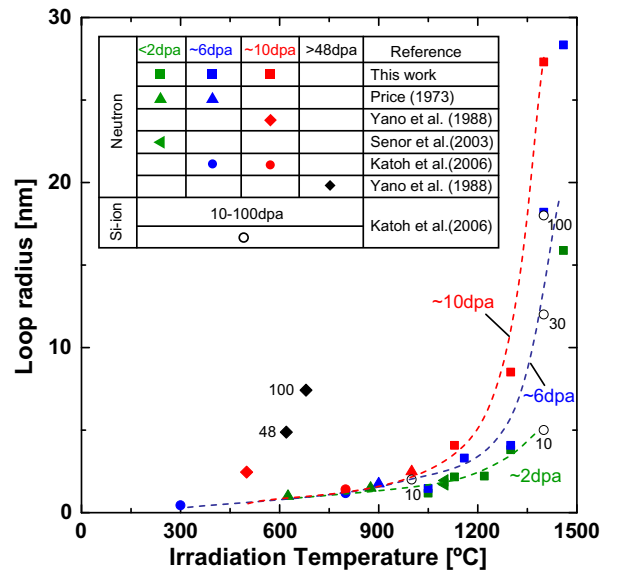 30
20
10
0
Loop radius [nm]
<2dpa ~6dpa ~10dpa >48dpa Reference
Neutron
This work
Price (1973)
Yano et al.(1988)
Senor et al.(2003)
Katoh et al.(2006)
Yano et al.(1988)
Si-ion
10-100dpa
Katoh et al.(2006)
100
~10dpa
30
100
~6dpa
48
10
10
~2dpa
0 300 600 900 1200 1500
Irradiation Temperature [ºC]